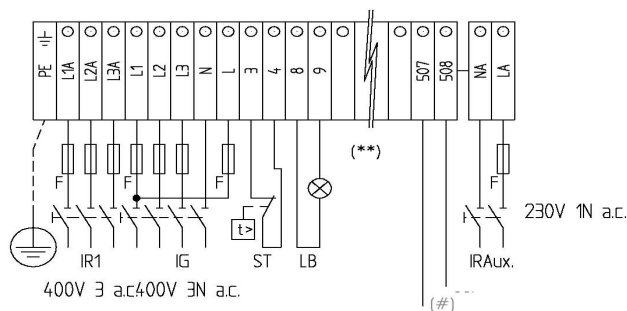 PE L1A L2A L3A L1 L2 L3 N L 3 4 8 9 507 508 NA LA
(**)
F F F F
t>
230V 1N a.c.
IR1 IG ST LB IRAux.
400V 3 a.c.400V 3N a.c.
(#)